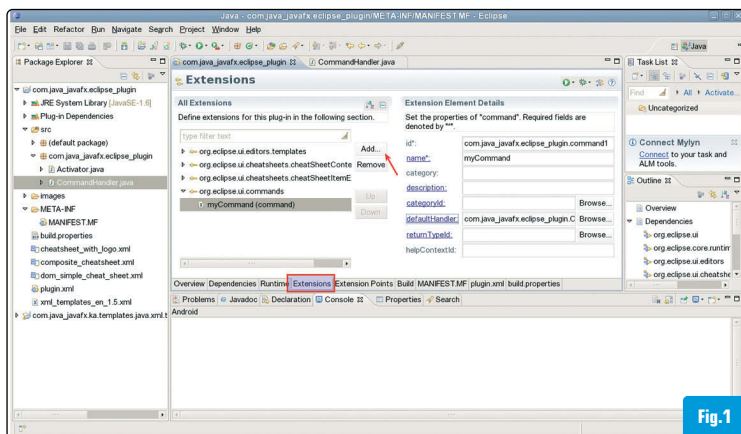 Java - com.java_javafx.eclipse_plugin/META-INF/MANIFEST.MF - Eclipse
File Edit Refactor Run Navigate Search Project Window Help
Java
Package Explorer
com.java_javafx.eclipse_plugin
JRE System Library [JavaSE-1.6]
Plug-in Dependencies
src
(default package)
com.java_javafx.eclipse_plugin
Activator.java
CommandHandler.java
images
META-INF
MANIFEST.MF
build.properties
cheatsheet_with_logo.xml
composite_cheatsheet.xml
dom_simple_cheat_sheet.xml
plugin.xml
xml_templates_en_1.5.xml
com.java_javafx.ka.templates.java.xml.t
com.java_javafx.eclipse_plugin
CommandHandler.java
Extensions
All Extensions
Define extensions for this plug-in in the following section.
type filter text
org.eclipse.ui.editors.templates
org.eclipse.ui.cheatsheets.cheatSheetConte
org.eclipse.ui.cheatsheets.cheatSheetItemE
org.eclipse.ui.commands
myCommand (command)
Add...
Remove
Up
Down
Extension Element Details
Set the properties of "command". Required fields are
denoted by "*".
id*: com.java_javafx.eclipse_plugin.command1
name*: myCommand
category:
description:
categoryId: Browse...
defaultHandler: com.java_javafx.eclipse_plugin.C Browse...
returnTypeId: Browse...
helpContextId:
Overview Dependencies Runtime Extensions Extension Points Build MANIFEST.MF plugin.xml build.properties
Problems Javadoc Declaration Console Properties Search
Android
Task List
Find All Activate...
Uncategorized
Connect Mylyn
Connect to your task and
ALM tools.
Outline
Overview
Dependencies
org.eclipse.ui
org.eclipse.core.runtim
org.eclipse.ui.editors
org.eclipse.ui.cheatshe
Fig.1